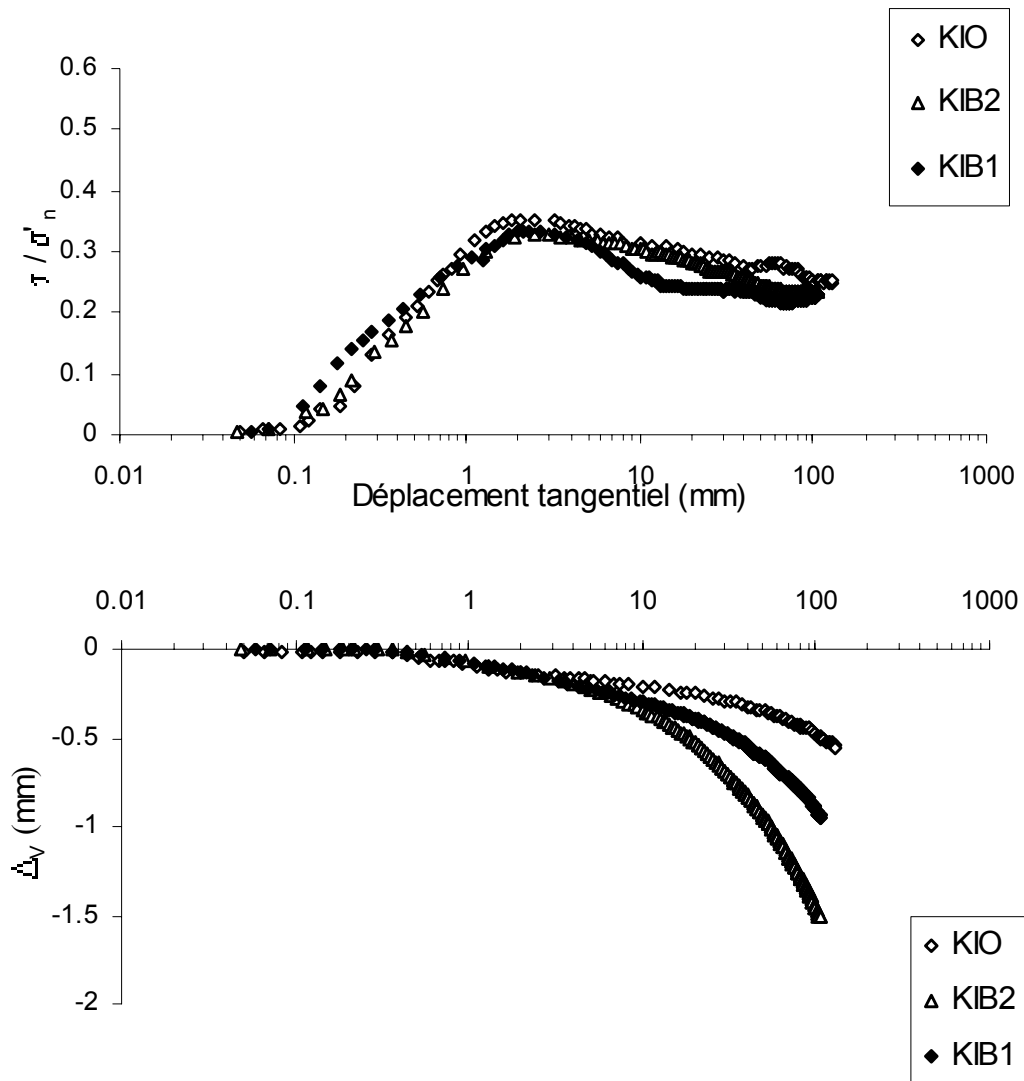 KIO
KIB2
KIB1
0.6
0.5
0.4
0.3
0.2
0.1
0
τ / σ'n
0.01 0.1 1 10 100 1000
Déplacement tangentiel (mm)
0.01 0.1 1 10 100 1000
0
-0.5
-1
-1.5
-2
Δv (mm)
KIO
KIB2
KIB1